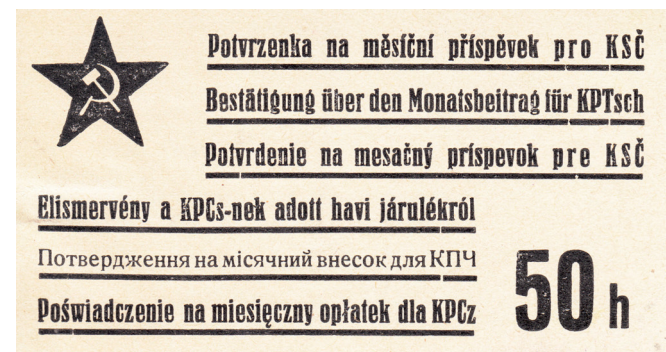 Potvrzenka na měsíční příspěvek pro KSČ
Bestätigung über den Monatsbeitrag für KPTsch
Potvrdenie na mesačný príspevok pre KSČ
Elismervény a KPCs-nek adott havi járulékról
Потвердження на місячний внесок для КПЧ
Poświadczenie na miesięczny opłatek dla KPCz
50 h